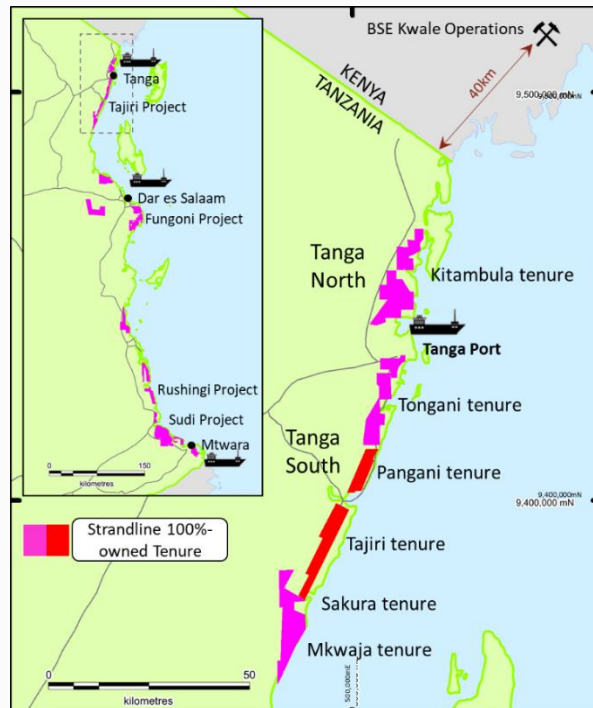 BSE Kwale Operations
KENYA
TANZANIA
40km
9,500,000 mN
Tanga
Tajiri Project
Dar es Salaam
Fungoni Project
Rushingi Project
Sudi Project
Mtwara
0
150
kilometres
Tanga
North
Kitambula tenure
Tanga Port
Tongani tenure
Tanga
South
Pangani tenure
9,400,000 mN
Strandline 100%-
owned Tenure
Tajiri tenure
Sakura tenure
Mkwaja tenure
0
50
kilometres
500,000mE